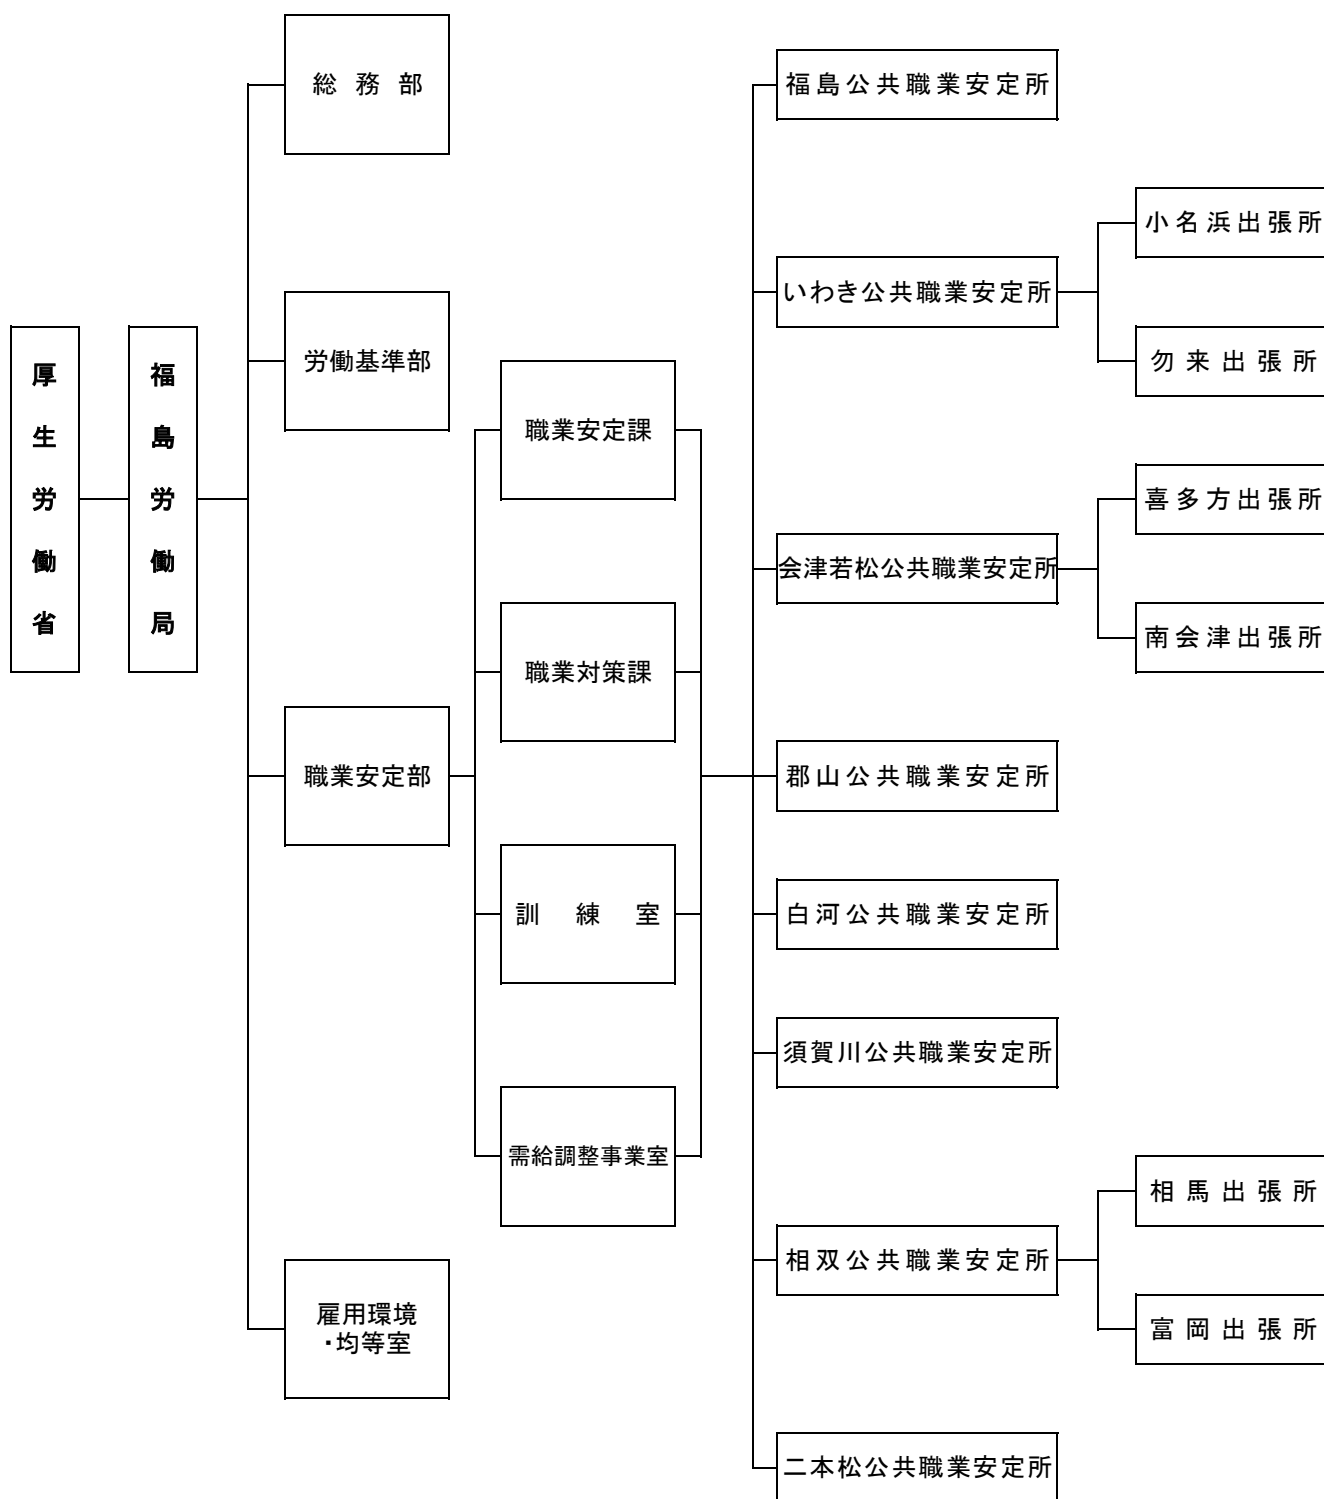 厚生労働省
福島労働局
総務部
労働基準部
職業安定部
雇用環境
・均等室
職業安定課
職業対策課
訓練室
需給調整事業室
福島公共職業安定所
いわき公共職業安定所
会津若松公共職業安定所
郡山公共職業安定所
白河公共職業安定所
須賀川公共職業安定所
相双公共職業安定所
二本松公共職業安定所
小名浜出張所
勿来出張所
喜多方出張所
南会津出張所
相馬出張所
富岡出張所